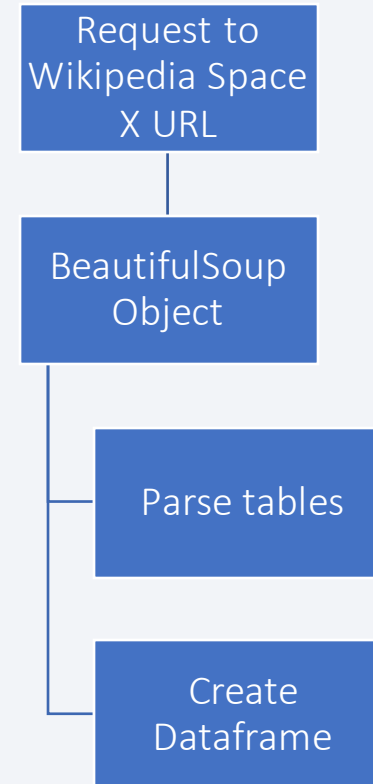 Request to
Wikipedia Space
X URL
BeautifulSoup
Object
Parse tables
Create
Dataframe